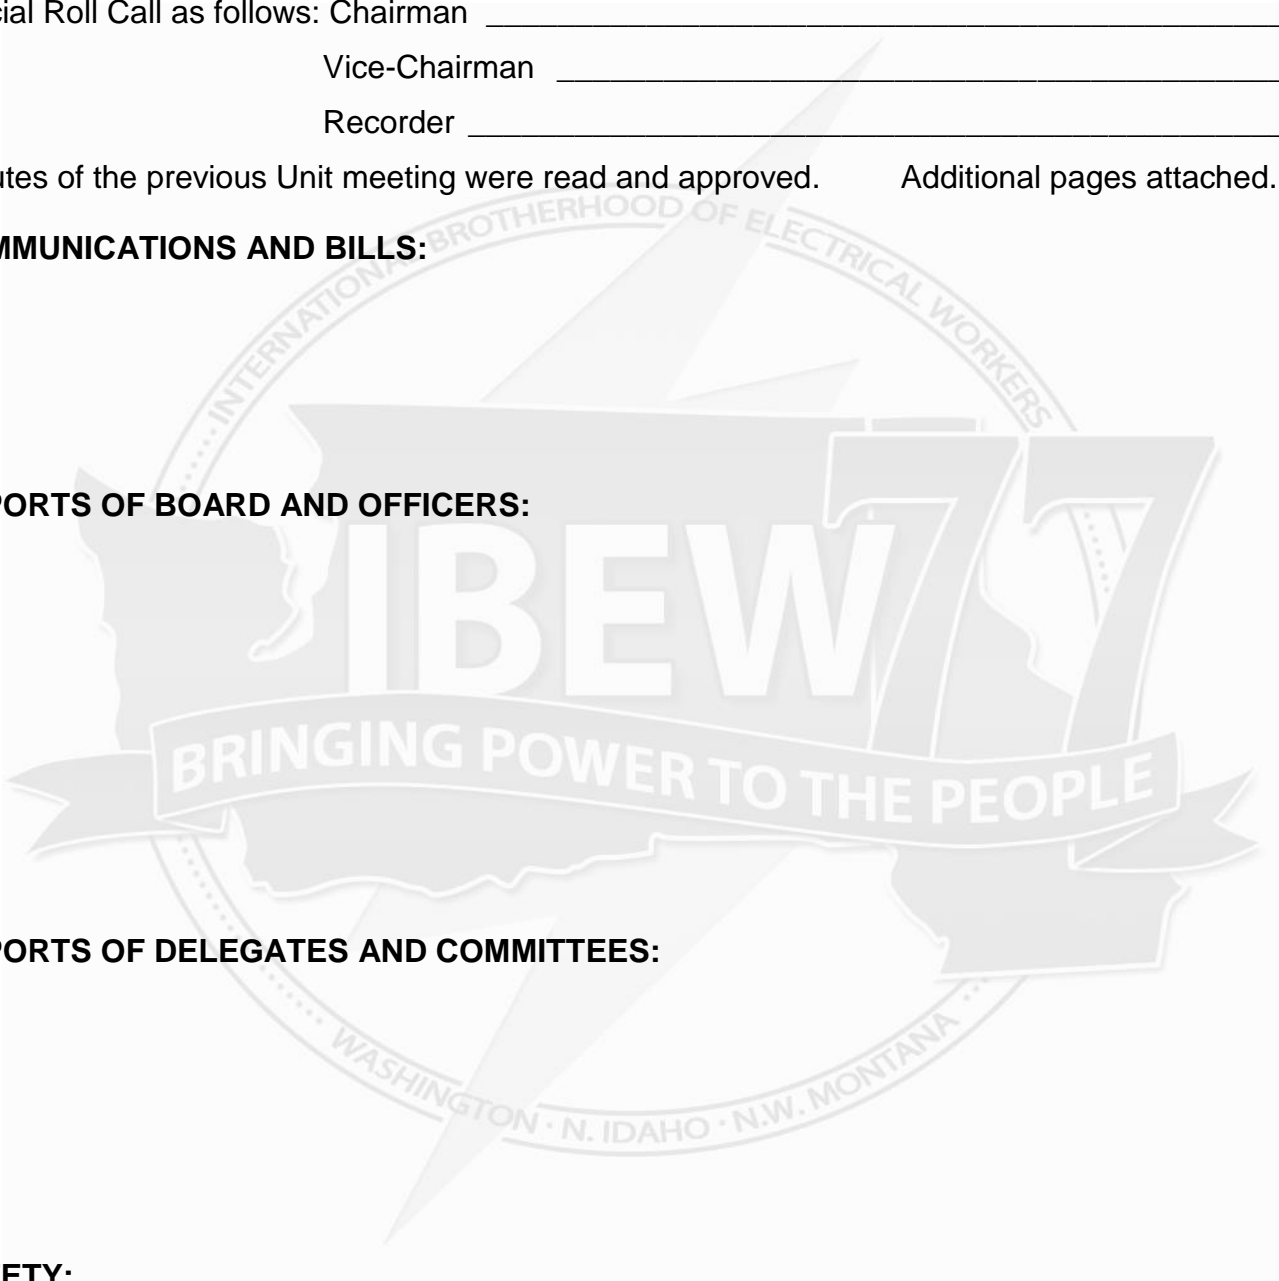 cial Roll Call as follows: Chairman
Vice-Chairman
Recorder
utes of the previous Unit meeting were read and approved. Additional pages attached.
MMUNICATIONS AND BILLS:
INTERNATIONAL BROTHERHOOD OF ELECTRICAL WORKERS
PORTS OF BOARD AND OFFICERS:
IBEW 77
BRINGING POWER TO THE PEOPLE
PORTS OF DELEGATES AND COMMITTEES:
WASHINGTON · N. IDAHO · N.W. MONTANA
ETY: